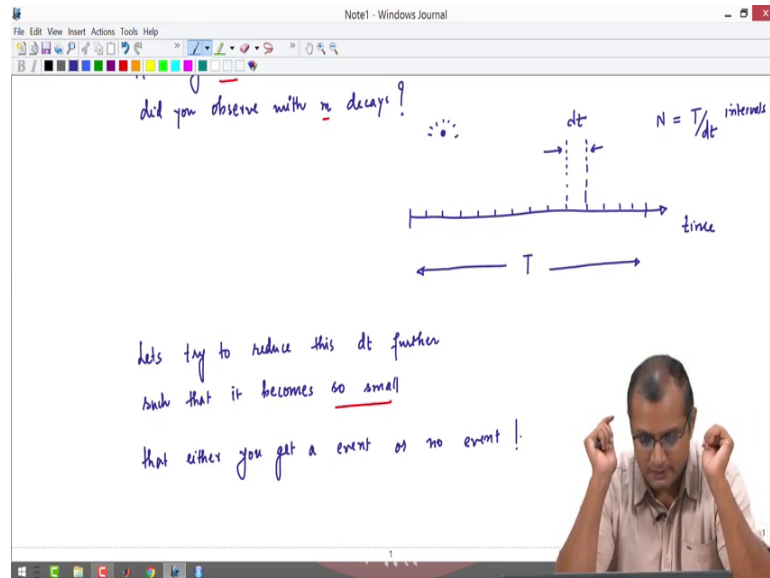 Note1 - Windows Journal
File Edit View Insert Actions Tools Help
B I
did you observe with m decays?
dt
N = T/dt intervals
time
T
Lets try to reduce this dt further
such that it becomes so small
that either you get a event or no event!
1